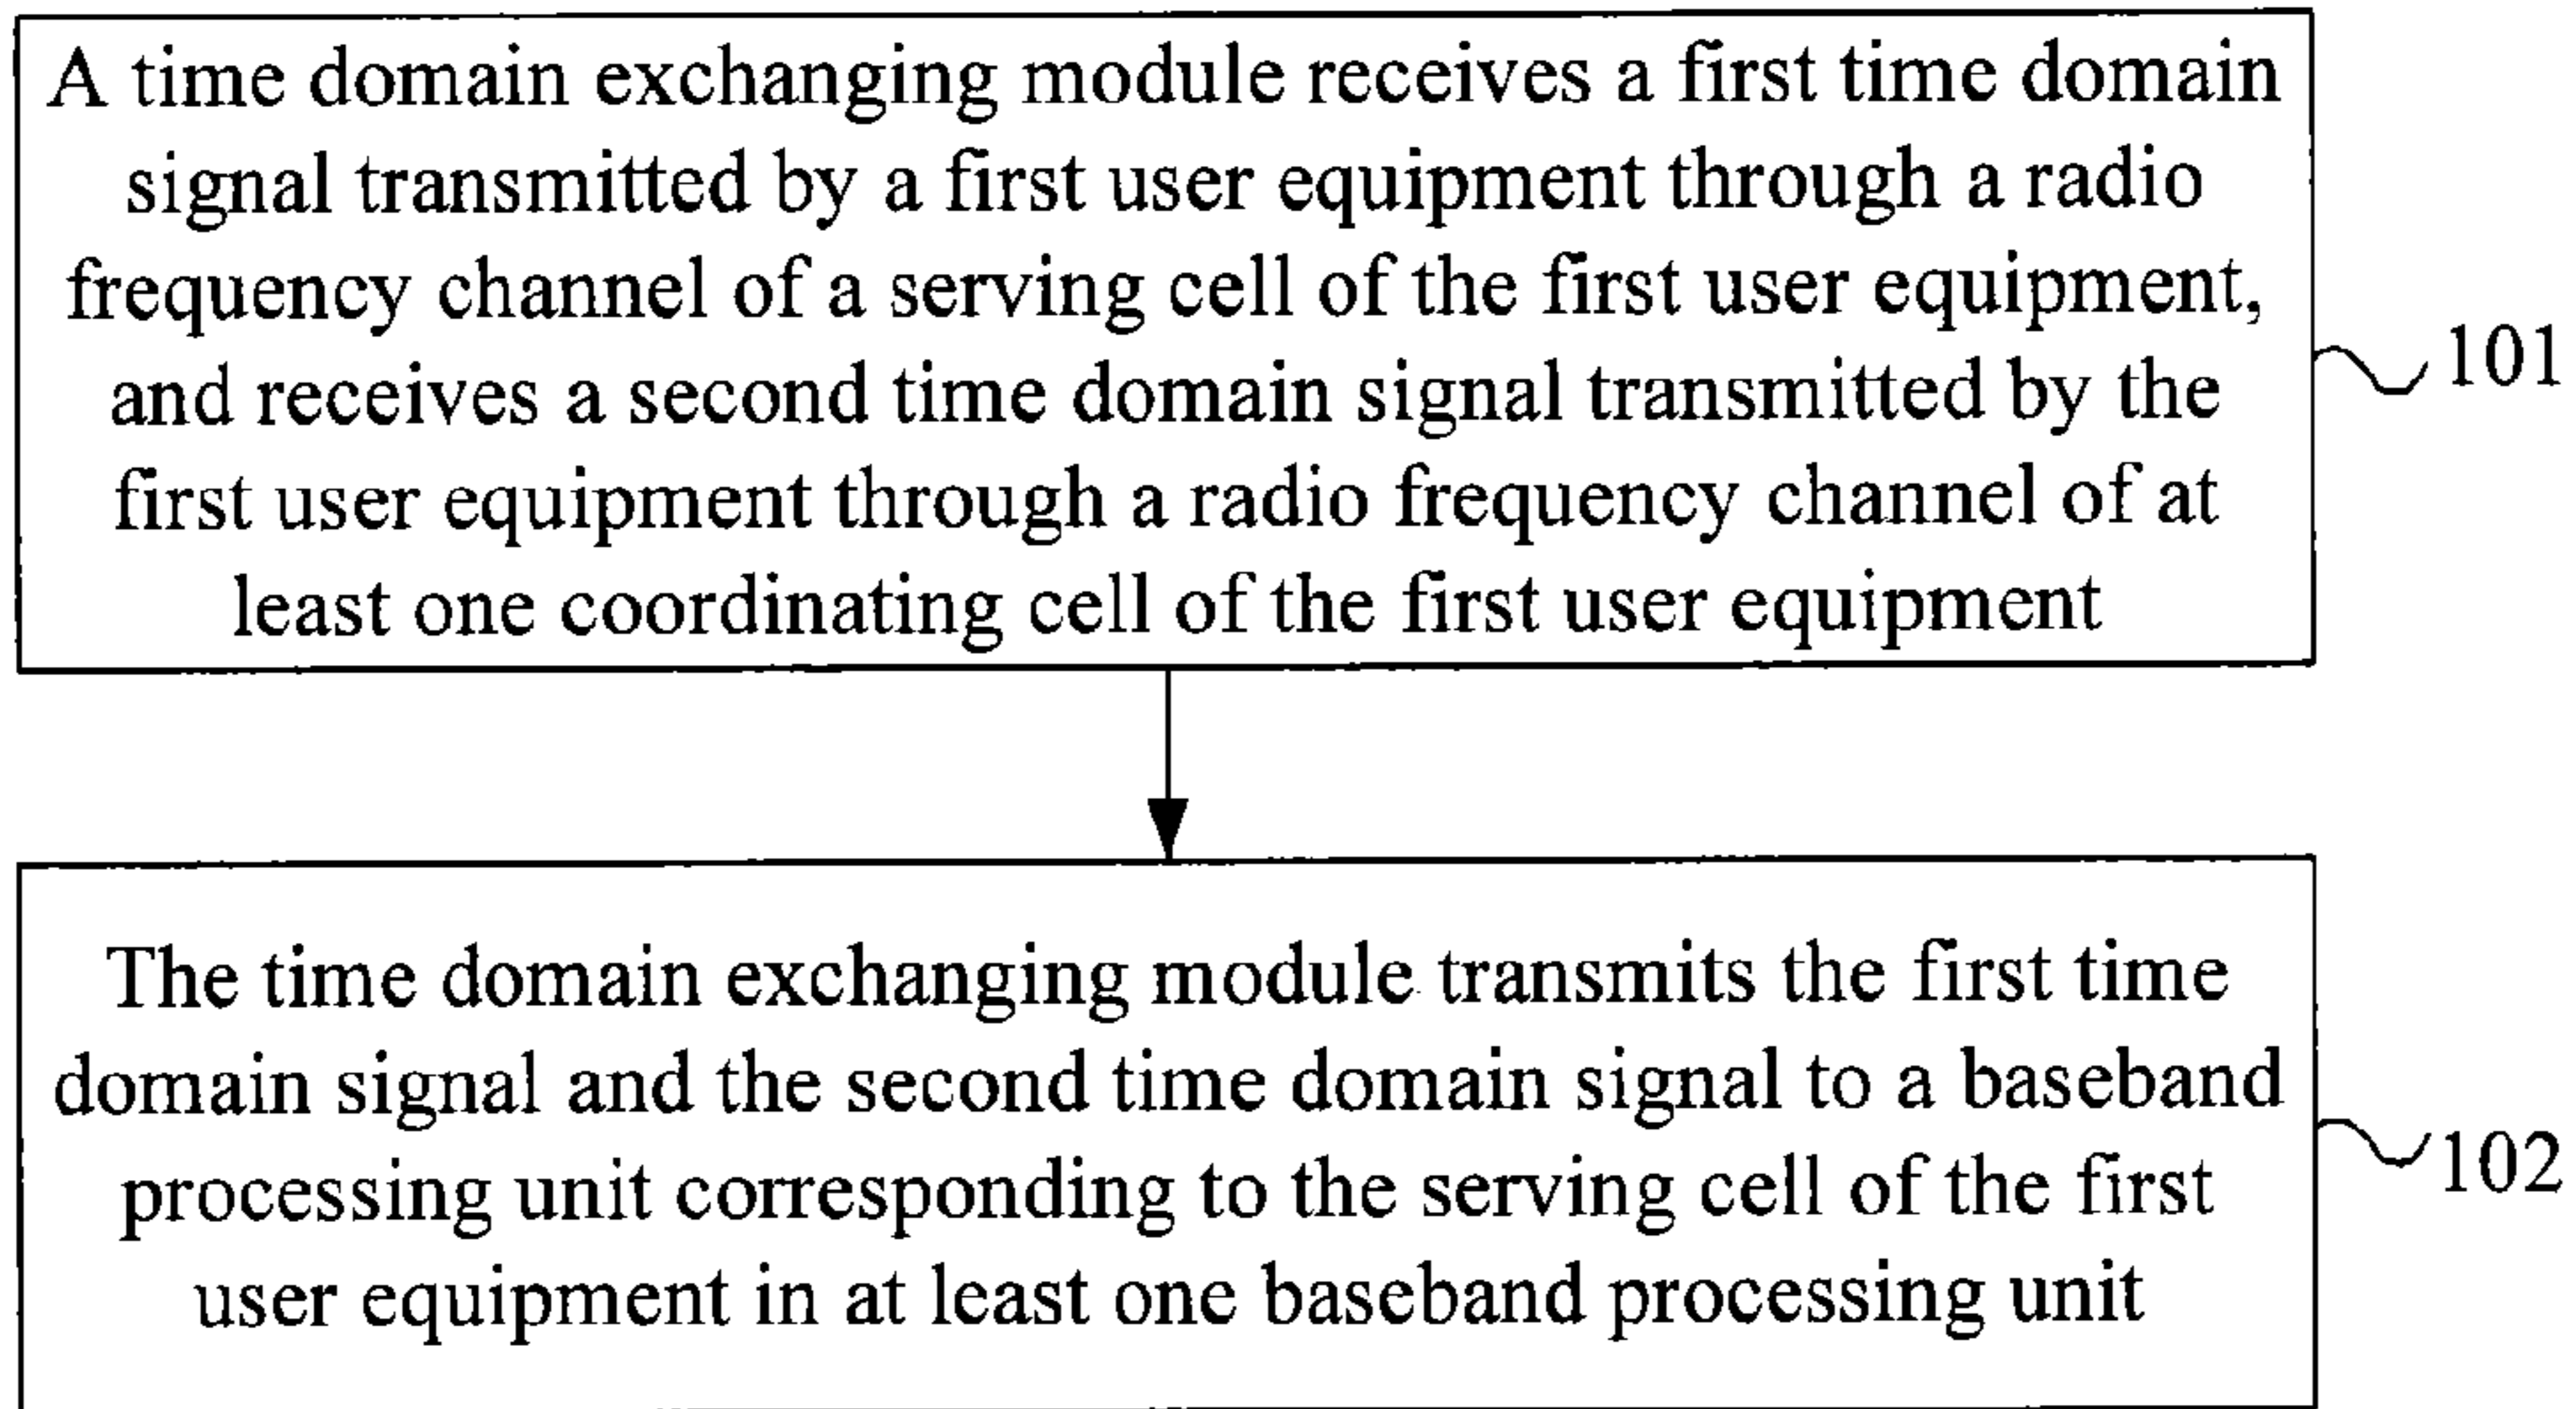 A time domain exchanging module receives a first time domain
signal transmitted by a first user equipment through a radio
frequency channel of a serving cell of the first user equipment,
and receives a second time domain signal transmitted by the
first user equipment through a radio frequency channel of at
least one coordinating cell of the first user equipment
101
The time domain exchanging module transmits the first time
domain signal and the second time domain signal to a baseband
processing unit corresponding to the serving cell of the first
user equipment in at least one baseband processing unit
102